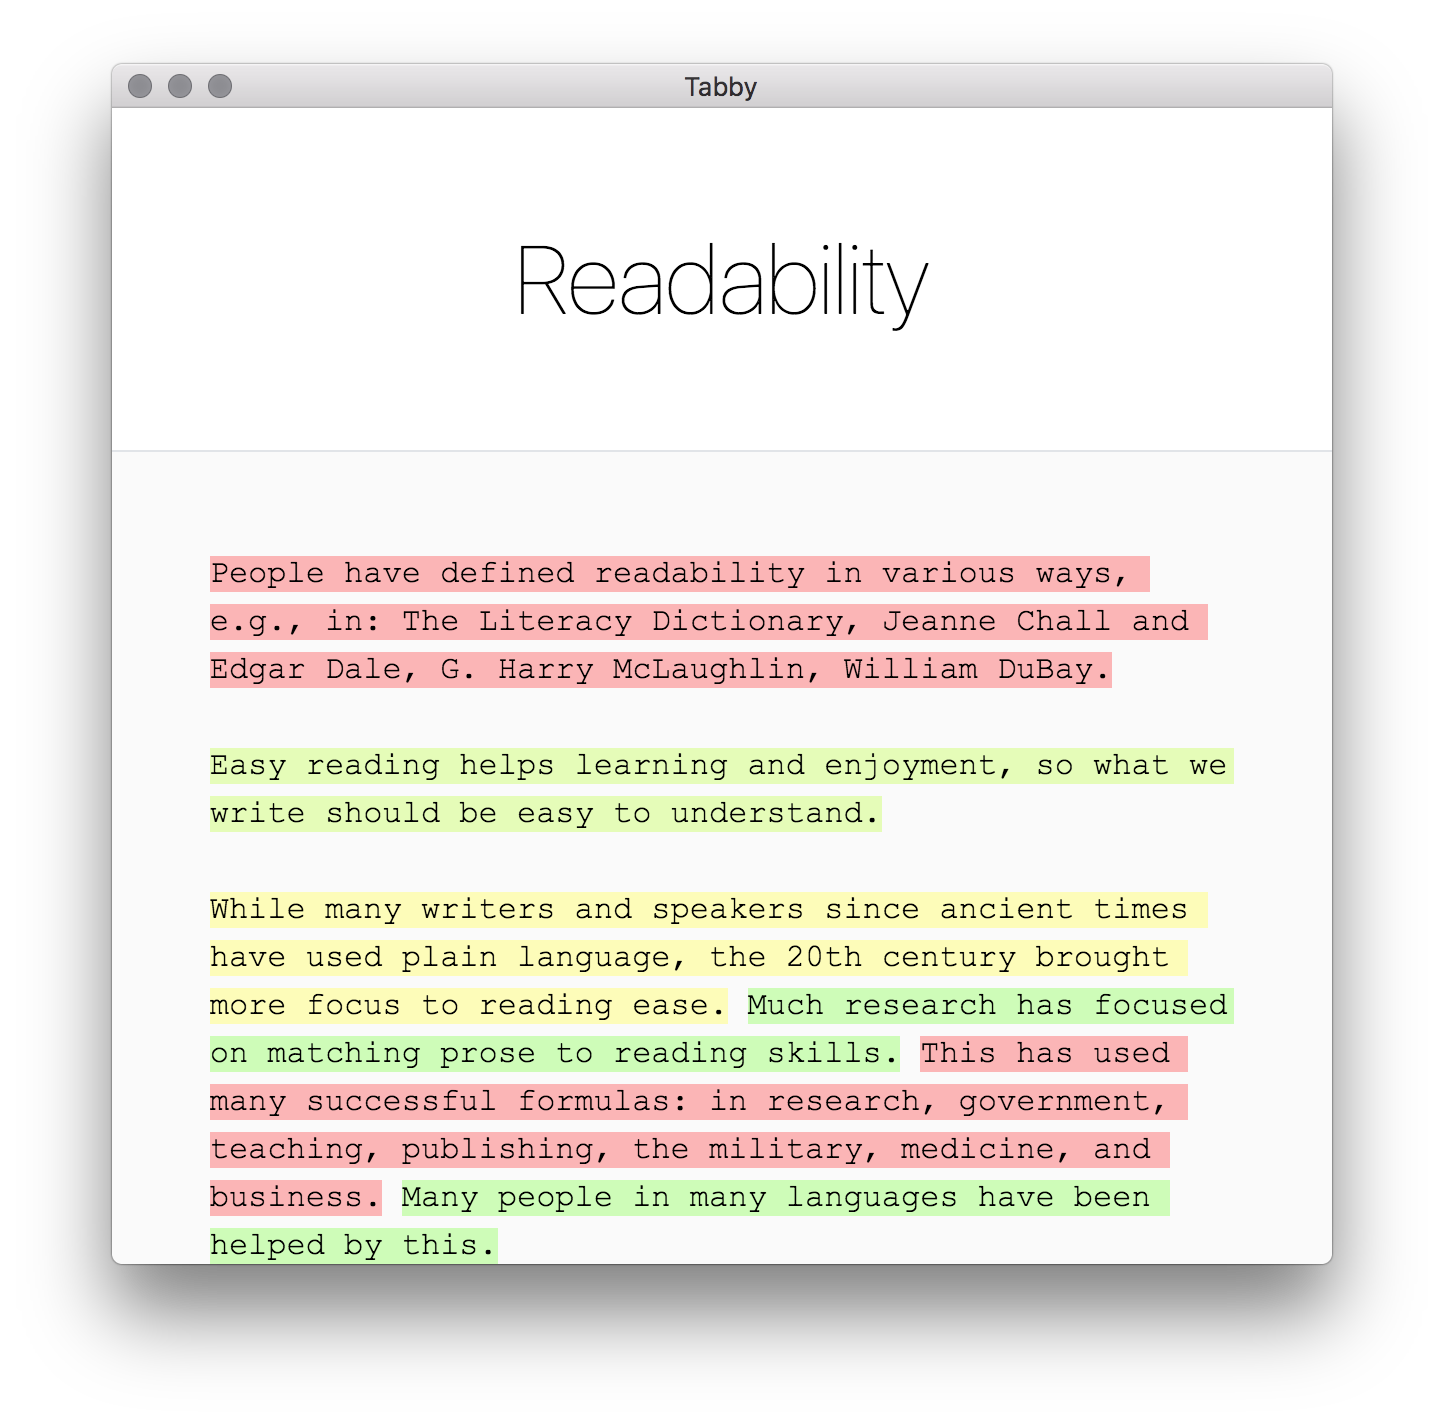 Tabby
Readability
People have defined readability in various ways,
e.g., in: The Literacy Dictionary, Jeanne Chall and
Edgar Dale, G. Harry McLaughlin, William DuBay.
Easy reading helps learning and enjoyment, so what we
write should be easy to understand.
While many writers and speakers since ancient times
have used plain language, the 20th century brought
more focus to reading ease. Much research has focused
on matching prose to reading skills. This has used
many successful formulas: in research, government,
teaching, publishing, the military, medicine, and
business. Many people in many languages have been
helped by this.